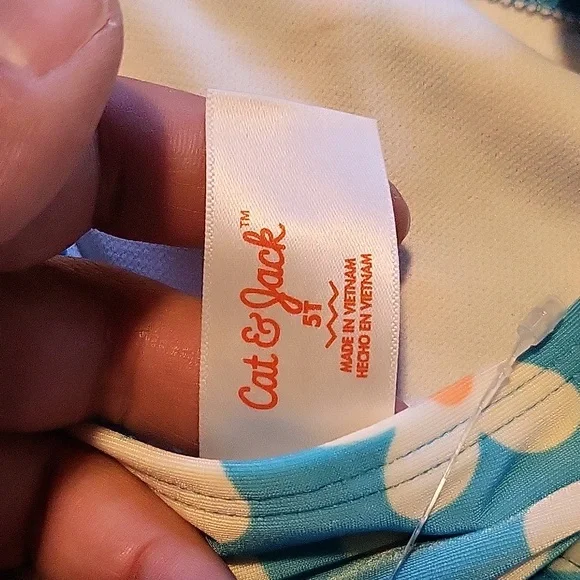 Cat & Jack™
5T
MADE IN VIETNAM
HECHO EN VIETNAM